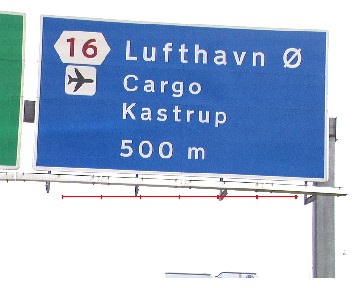 16 Lufthavn Ø
Cargo
Kastrup
500 m